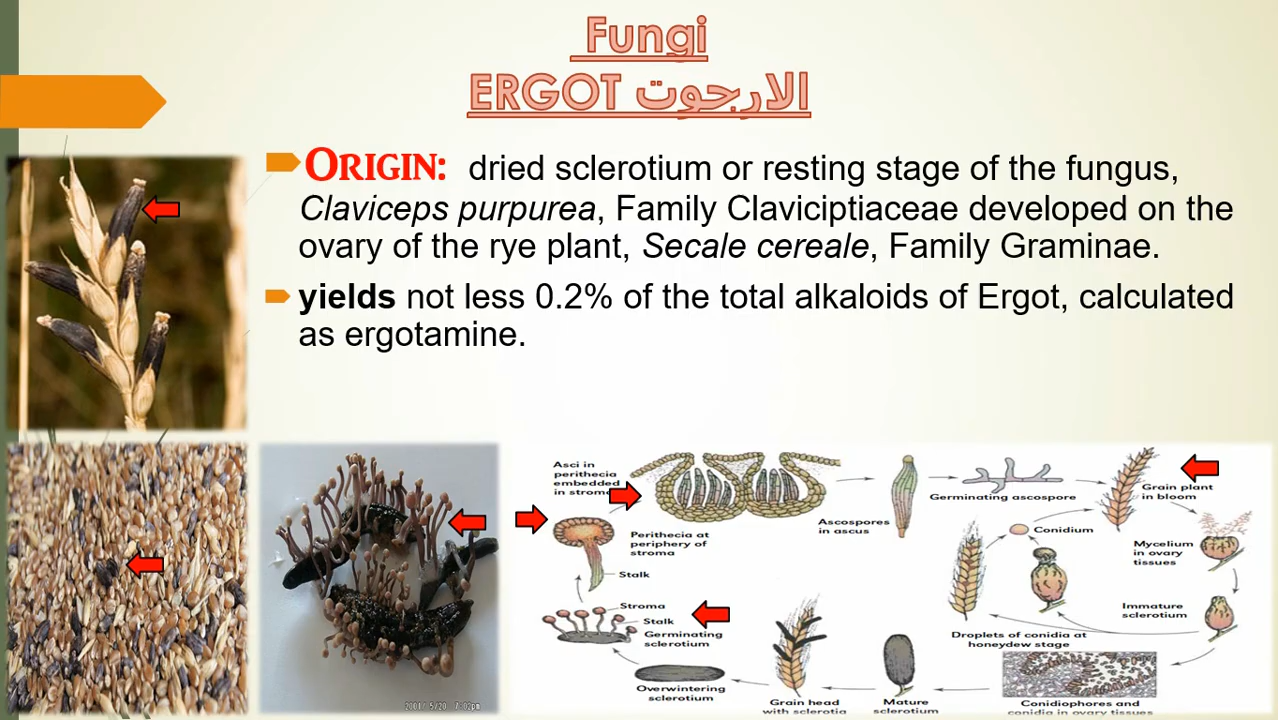 Fungi
ERGOT الارجوت
ORIGIN: dried sclerotium or resting stage of the fungus,
Claviceps purpurea, Family Claviciptiaceae developed on the
ovary of the rye plant, Secale cereale, Family Graminae.
yields not less 0.2% of the total alkaloids of Ergot, calculated
as ergotamine.
Asci in
perithecia
embedded
in stroma
Perithecia at
periphery of
stroma
Stalk
Ascospores
in ascus
Germinating ascospore
Grain plant
in bloom
Conidium
Mycelium
in ovary
tissues
Immature
sclerotium
Droplets of conidia at
honeydew stage
Stroma
Stalk
Germinating
sclerotium
Overwintering
sclerotium
Grain head
with sclerotia
Mature
sclerotium
Conidiophores and
conidia in ovary tissues